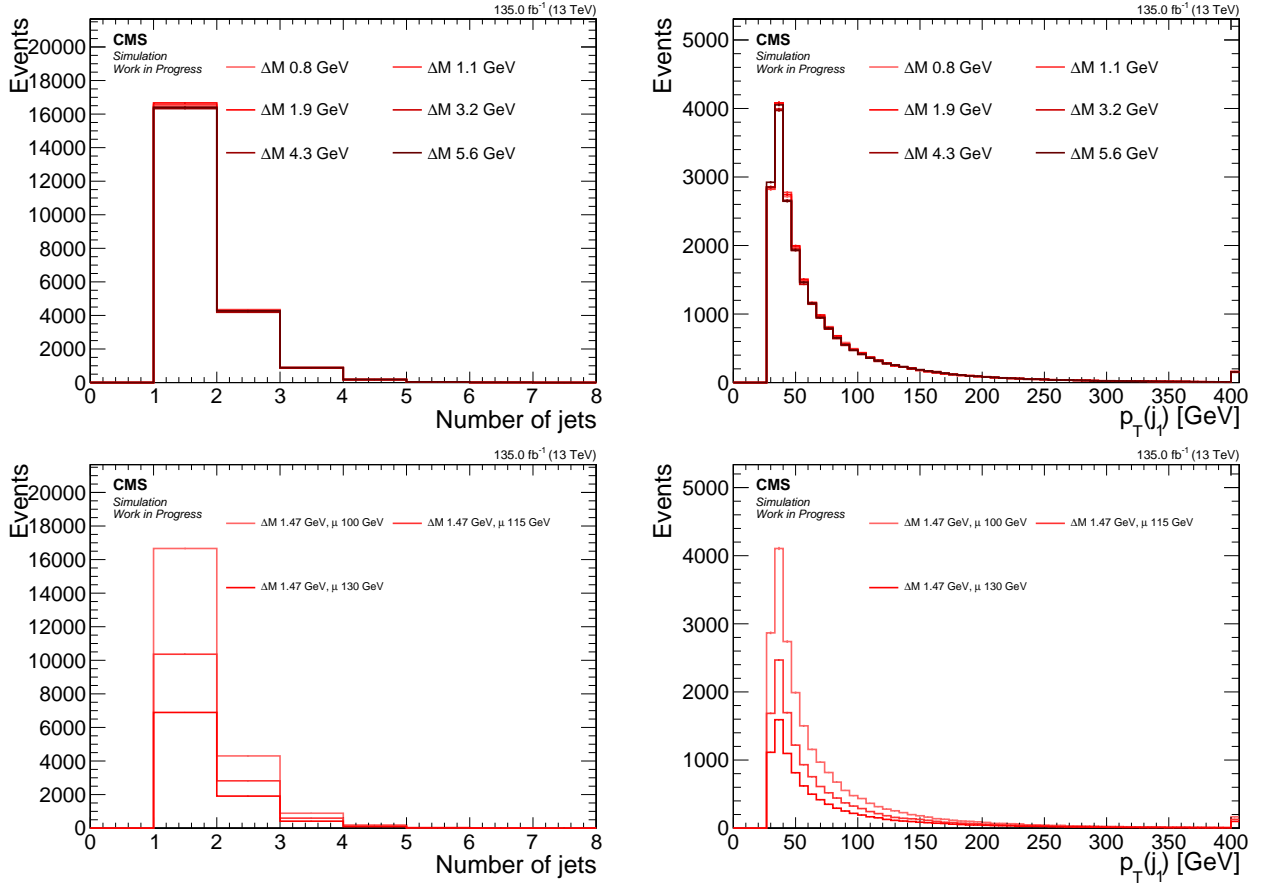 135.0 fb⁻¹ (13 TeV)
Events
20000
18000
16000
14000
12000
10000
8000
6000
4000
2000
0
CMS
Simulation
Work in Progress
ΔM 0.8 GeV
ΔM 1.1 GeV
ΔM 1.9 GeV
ΔM 3.2 GeV
ΔM 4.3 GeV
ΔM 5.6 GeV
0 1 2 3 4 5 6 7 8
Number of jets
135.0 fb⁻¹ (13 TeV)
Events
5000
4000
3000
2000
1000
0
CMS
Simulation
Work in Progress
ΔM 0.8 GeV
ΔM 1.1 GeV
ΔM 1.9 GeV
ΔM 3.2 GeV
ΔM 4.3 GeV
ΔM 5.6 GeV
0 50 100 150 200 250 300 350 400
p_T(j_1) [GeV]
135.0 fb⁻¹ (13 TeV)
Events
20000
18000
16000
14000
12000
10000
8000
6000
4000
2000
0
CMS
Simulation
Work in Progress
ΔM 1.47 GeV, μ 100 GeV
ΔM 1.47 GeV, μ 115 GeV
ΔM 1.47 GeV, μ 130 GeV
0 1 2 3 4 5 6 7 8
Number of jets
135.0 fb⁻¹ (13 TeV)
Events
5000
4000
3000
2000
1000
0
CMS
Simulation
Work in Progress
ΔM 1.47 GeV, μ 100 GeV
ΔM 1.47 GeV, μ 115 GeV
ΔM 1.47 GeV, μ 130 GeV
0 50 100 150 200 250 300 350 400
p_T(j_1) [GeV]